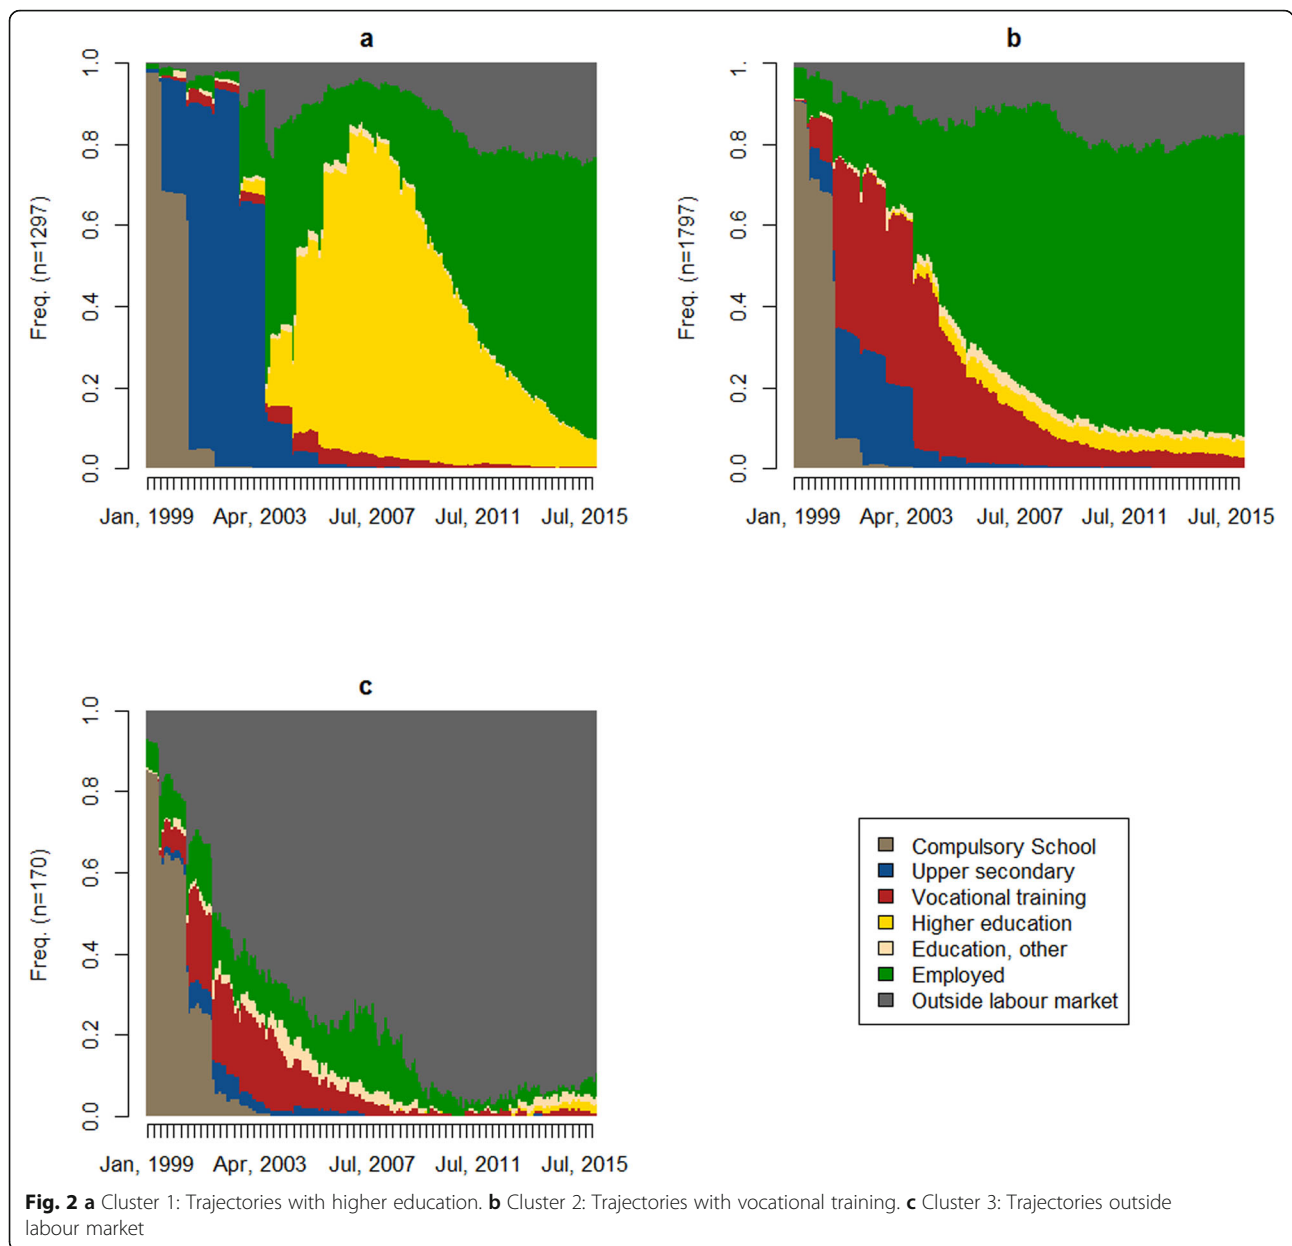 a
Freq. (n=1297)
1.0
0.8
0.6
0.4
0.2
0.0
Jan, 1999 Apr, 2003 Jul, 2007 Jul, 2011 Jul, 2015
b
Freq. (n=1797)
1.
0.8
0.6
0.4
0.2
0.0
Jan, 1999 Apr, 2003 Jul, 2007 Jul, 2011 Jul, 2015
c
Freq. (n=170)
1.0
0.8
0.6
0.4
0.2
0.0
Jan, 1999 Apr, 2003 Jul, 2007 Jul, 2011 Jul, 2015
Compulsory School
Upper secondary
Vocational training
Higher education
Education, other
Employed
Outside labour market
Fig. 2 a Cluster 1: Trajectories with higher education. b Cluster 2: Trajectories with vocational training. c Cluster 3: Trajectories outside
labour market